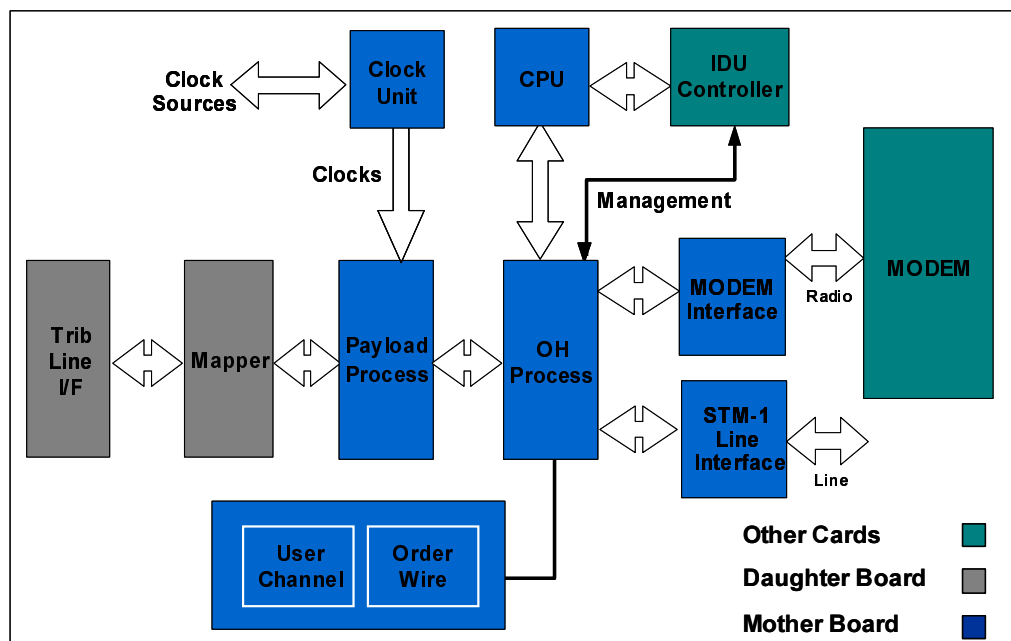 Clock
Sources
Clock
Unit
CPU
IDU
Controller
Clocks
Management
Trib
Line
I/F
Mapper
Payload
Process
OH
Process
MODEM
Interface
Radio
MODEM
STM-1
Line
Interface
Line
User
Channel
Order
Wire
Other Cards
Daughter Board
Mother Board